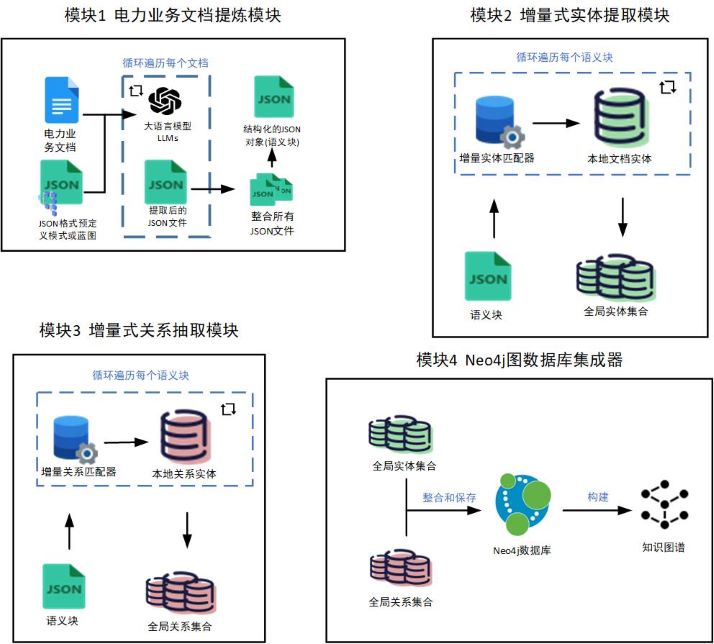 模块1 电力业务文档提炼模块
循环遍历每个文档
电力业
务文档
大语言模型
LLMs
JSON
结构化的JSON
对象(语义块)
JSON
JSON格式预定
义模式或蓝图
JSON
提取后的
JSON文件
JSON
整合所有
JSON文件
模块2 增量式实体提取模块
循环遍历每个语义块
增量实体匹配器
本地文档实体
JSON
语义块
全局实体集合
模块3 增量式关系抽取模块
循环遍历每个语义块
增量关系匹配器
本地关系实体
JSON
语义块
全局关系集合
模块4 Neo4j图数据库集成器
全局实体集合
整合和保存
构建
Neo4j数据库
知识图谱
全局关系集合